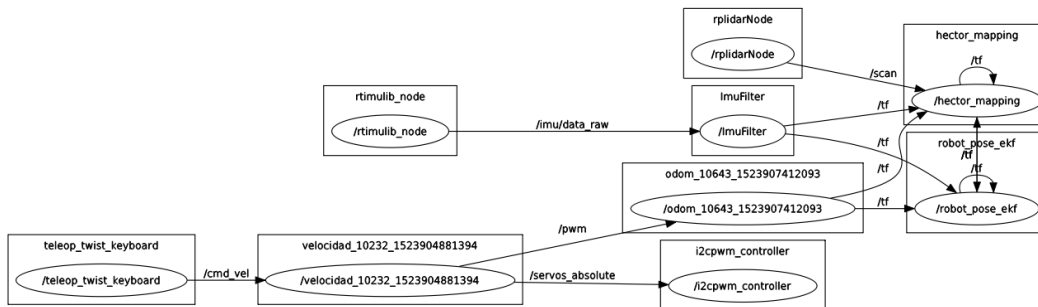 rplidarNode
/rplidarNode
/scan
hector_mapping
/tf
/hector_mapping
rtimulib_node
/rtimulib_node
/imu/data_raw
ImuFilter
/ImuFilter
/tf
/tf
robot_pose_ekf
/tf
/tf
/robot_pose_ekf
odom_10643_1523907412093
/odom_10643_1523907412093
/tf
/tf
/pwm
teleop_twist_keyboard
/teleop_twist_keyboard
/cmd_vel
velocidad_10232_1523904881394
/velocidad_10232_1523904881394
/servos_absolute
i2cpwm_controller
/i2cpwm_controller